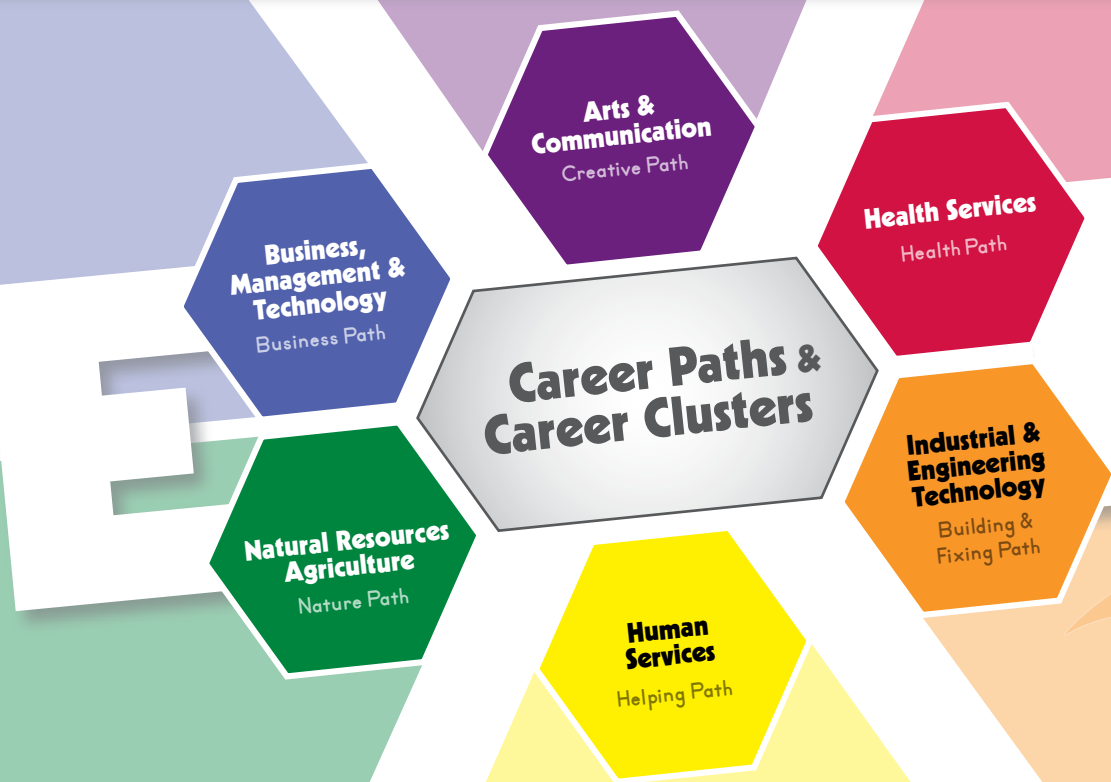 Arts &
Communication
Creative Path
Health Services
Health Path
Business,
Management &
Technology
Business Path
Career Paths &
Career Clusters
Industrial &
Engineering
Technology
Building &
Fixing Path
Natural Resources
Agriculture
Nature Path
Human
Services
Helping Path
E